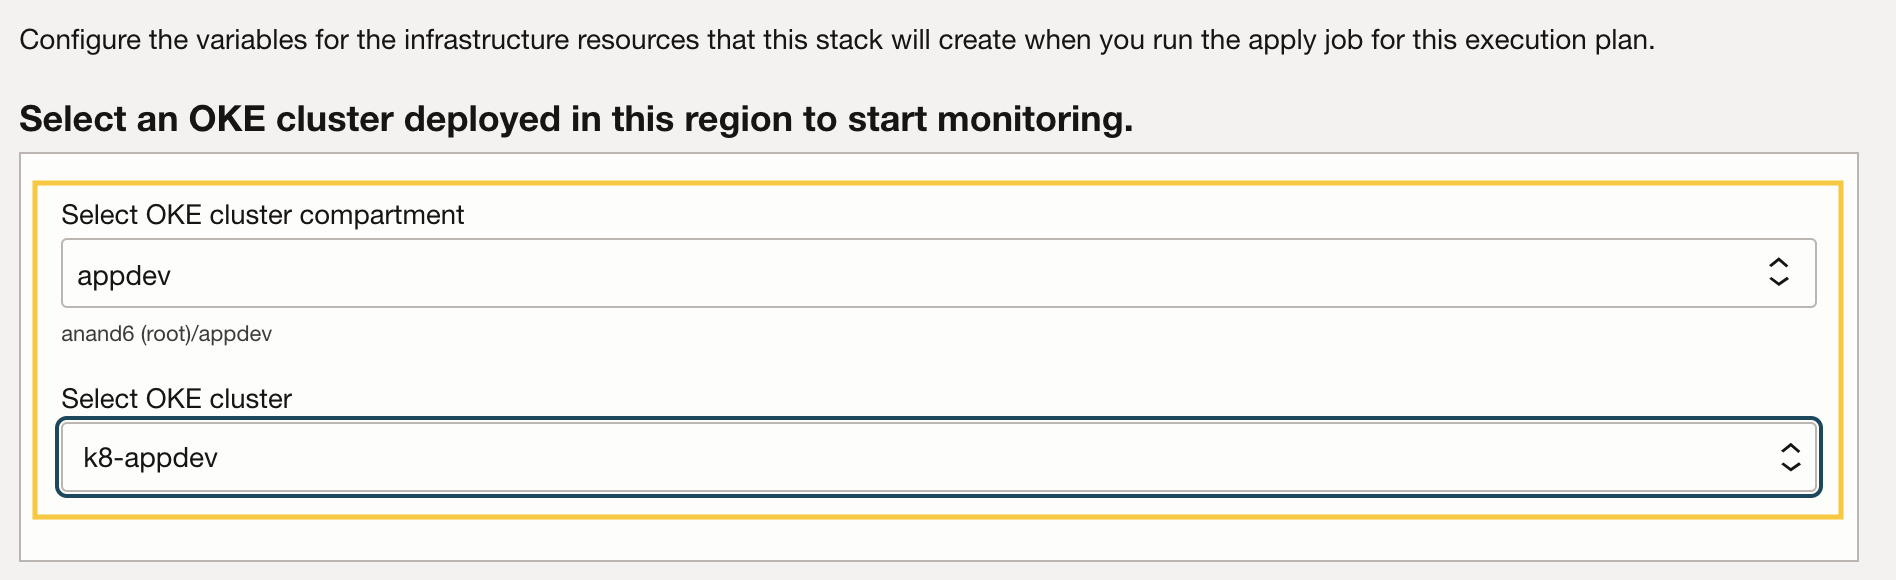 Configure the variables for the infrastructure resources that this stack will create when you run the apply job for this execution plan.
Select an OKE cluster deployed in this region to start monitoring.
Select OKE cluster compartment
appdev
anand6 (root)/appdev
Select OKE cluster
k8-appdev